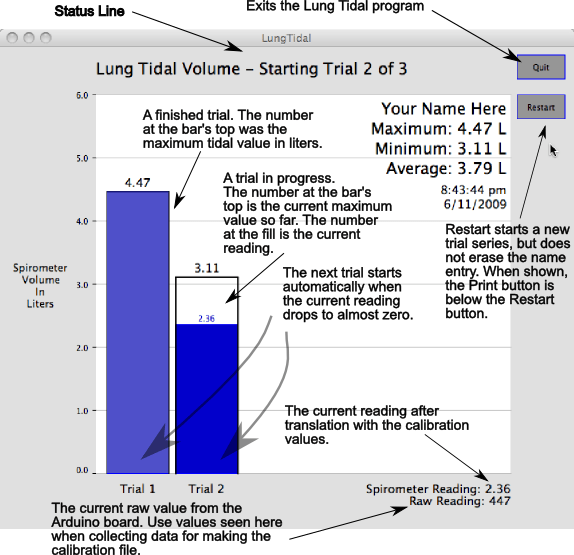 Exits the Lung Tidal program
Status Line
LungTidal
Lung Tidal Volume – Starting Trial 2 of 3
Quit
Restart
6.0
5.0
4.0
3.0
2.0
1.0
0.0
Spirometer
Volume
In
Liters
A finished trial. The number
at the bar's top was the
maximum tidal value in liters.
Your Name Here
Maximum: 4.47 L
Minimum: 3.11 L
Average: 3.79 L
8:43:44 pm
6/11/2009
4.47
A trial in progress.
The number at the bar's
top is the current maximum
value so far. The number
at the fill is the current
reading.
Restart starts a new
trial series, but does
not erase the name
entry. When shown,
the Print button is
below the Restart
button.
3.11
2.36
The next trial starts
automatically when
the current reading
drops to almost zero.
The current reading after
translation with the calibration
values.
Trial 1
Trial 2
Spirometer Reading: 2.36
Raw Reading: 447
The current raw value from the
Arduino board. Use values seen here
when collecting data for making the
calibration file.